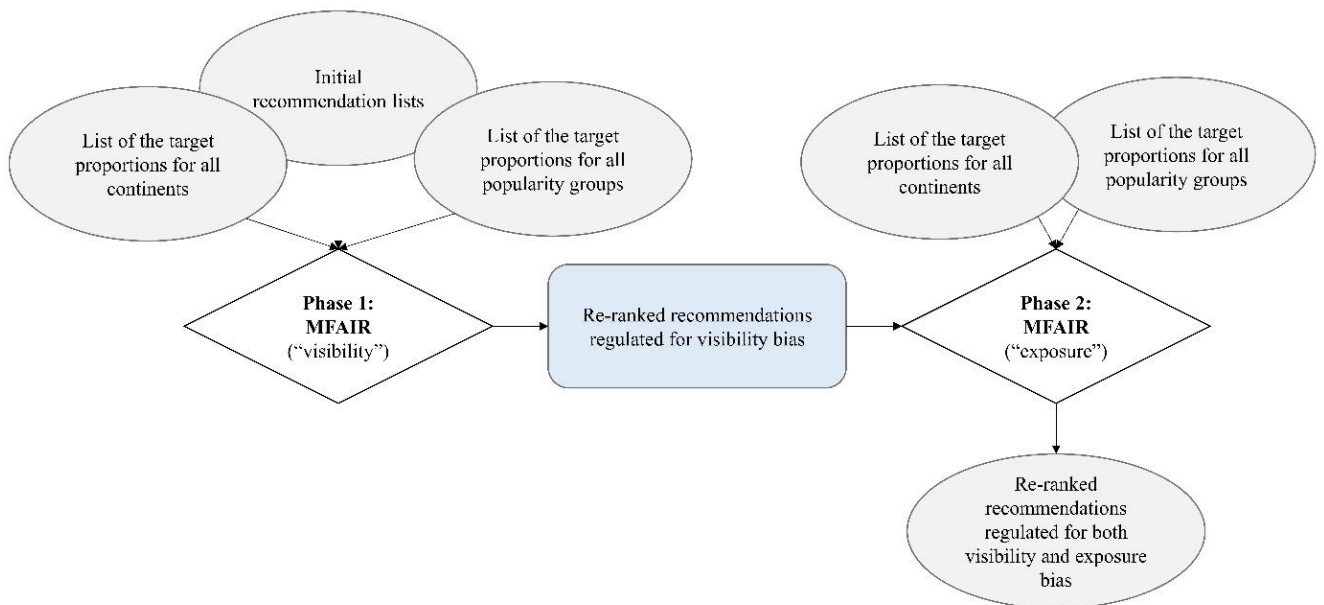 Initial
recommendation lists
List of the target
proportions for all
continents
List of the target
proportions for all
popularity groups
List of the target
proportions for all
continents
List of the target
proportions for all
popularity groups
Phase 1:
MFAIR
(“visibility”)
Re-ranked recommendations
regulated for visibility bias
Phase 2:
MFAIR
(“exposure”)
Re-ranked
recommendations
regulated for both
visibility and exposure
bias